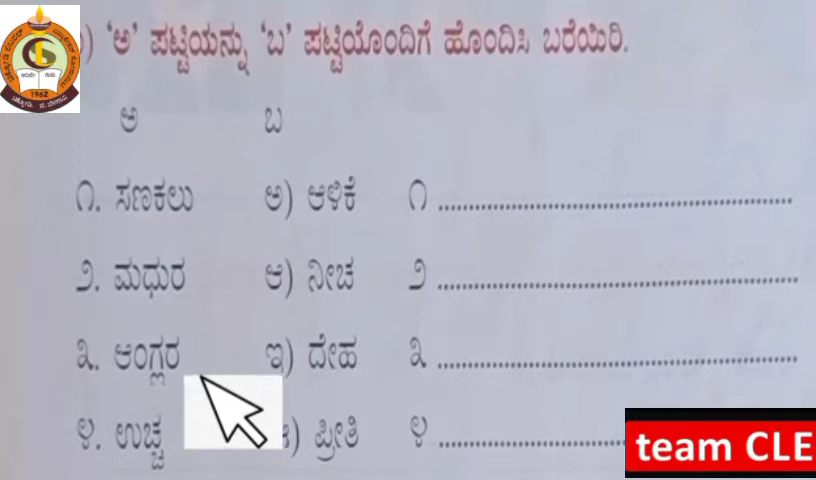 ) 'ಅ' ಪಟ್ಟಿಯನ್ನು 'ಬ' ಪಟ್ಟಿಯೊಂದಿಗೆ ಹೊಂದಿಸಿ ಬರೆಯಿರಿ.
ಅ ಬ
೧. ಸಣಕಲು ಅ) ಆಳಿಕೆ ೧ ....................
೨. ಮಧುರ ಆ) ನೀಚ ೨ ....................
೩. ಆಂಗ್ಲರ ಇ) ದೇಹ ೩ ....................
೪. ಉಚ್ಚ ) ಪ್ರೀತಿ ೪ ....................
1962
team CLE